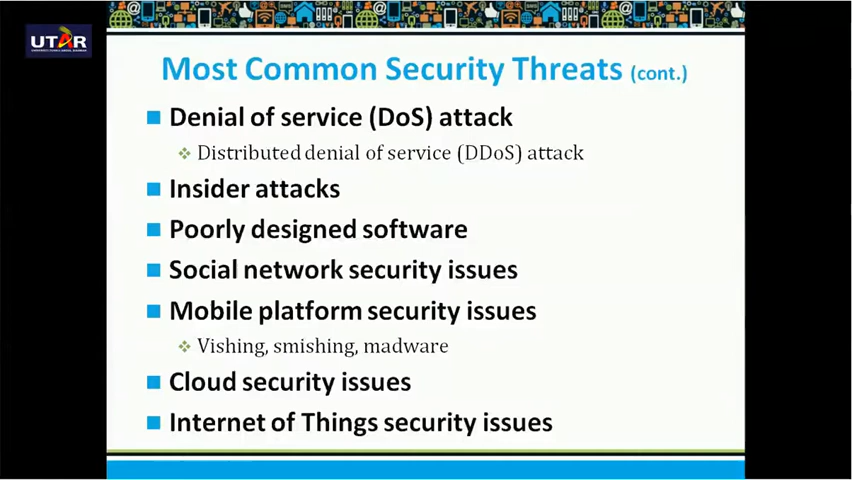 UTAR
Most Common Security Threats (cont.)
Denial of service (DoS) attack
Distributed denial of service (DDoS) attack
Insider attacks
Poorly designed software
Social network security issues
Mobile platform security issues
Vishing, smishing, madware
Cloud security issues
Internet of Things security issues